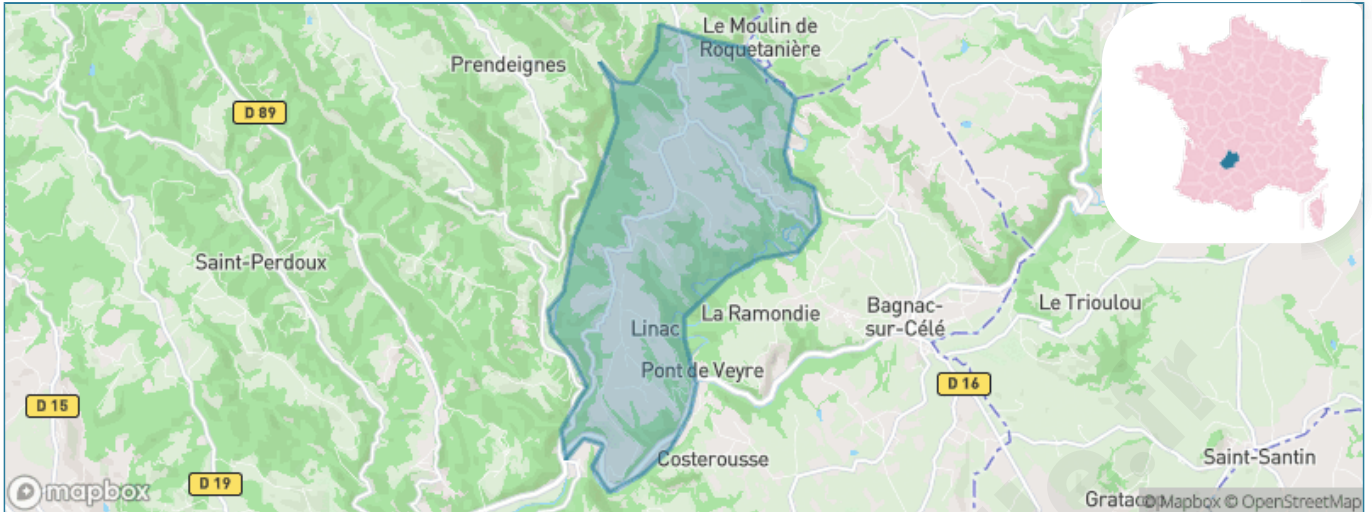 Le Moulin de
Roquetanière
Prendeignes
D 89
Saint-Perdoux
Le Trioulou
La Ramondie
Bagnac-
sur-Célé
Linac
Pont de Veyre
D 16
D 15
Costerousse
Saint-Santin
D 19
mapbox
© Mapbox © OpenStreetMap